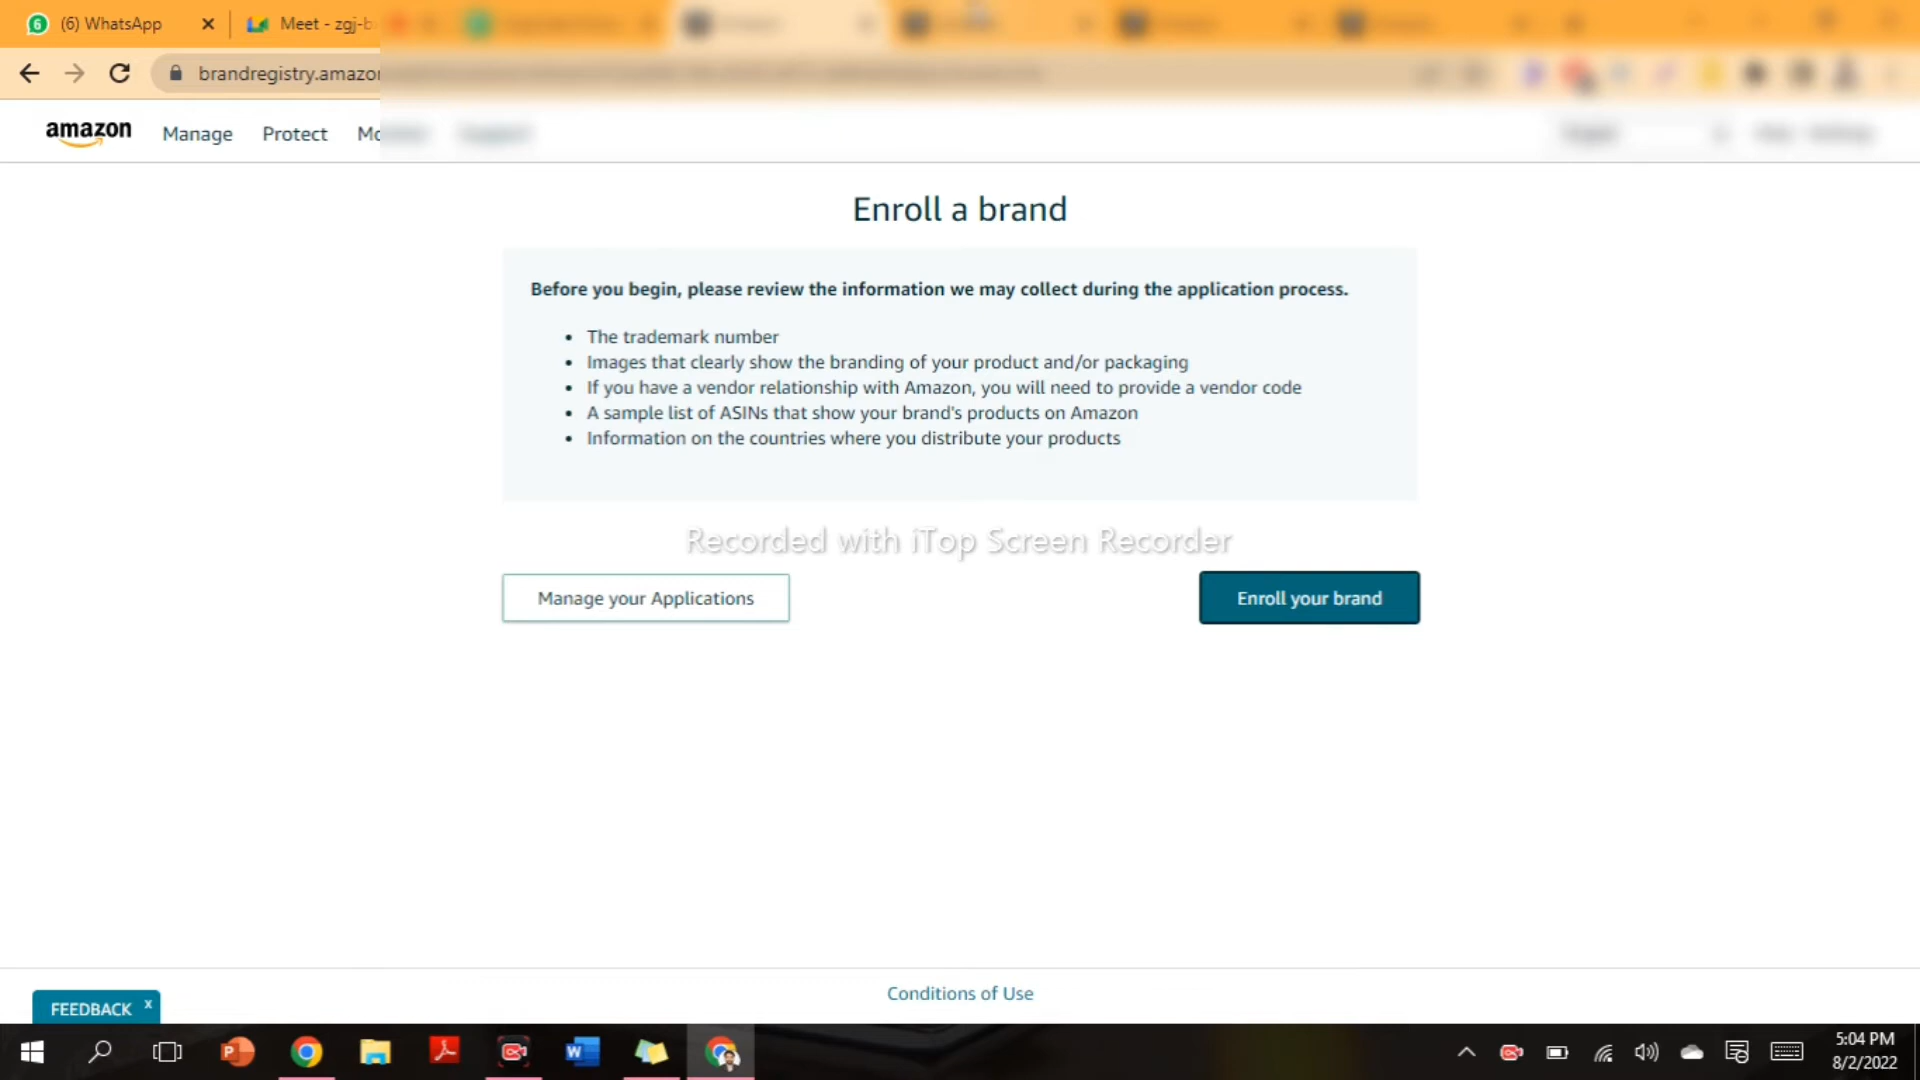 (6) WhatsApp
Meet - zgj-b
brandregistry.amazon
amazon
Manage
Protect
Enroll a brand
Before you begin, please review the information we may collect during the application process.
• The trademark number
• Images that clearly show the branding of your product and/or packaging
• If you have a vendor relationship with Amazon, you will need to provide a vendor code
• A sample list of ASINs that show your brand's products on Amazon
• Information on the countries where you distribute your products
Recorded with iTop Screen Recorder
Manage your Applications
Enroll your brand
Conditions of Use
FEEDBACK x
5:04 PM
8/2/2022